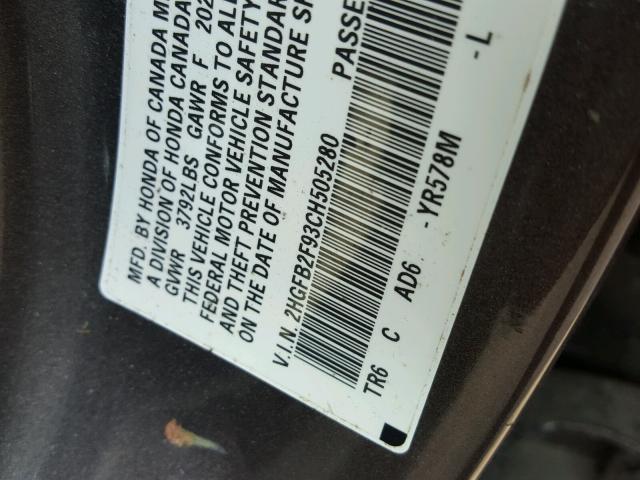 MFD. BY HONDA OF CANADA
A DIVISION OF HONDA CANADA
GVWR 3792LBS GAWR F
THIS VEHICLE CONFORMS TO ALL
FEDERAL MOTOR VEHICLE SAFETY
AND THEFT PREVENTION STANDAR
ON THE DATE OF MANUFACTURE
V.I.N. 2HGFB2F93CH505280 PASSE
TR6 C AD6 -YR578M -L